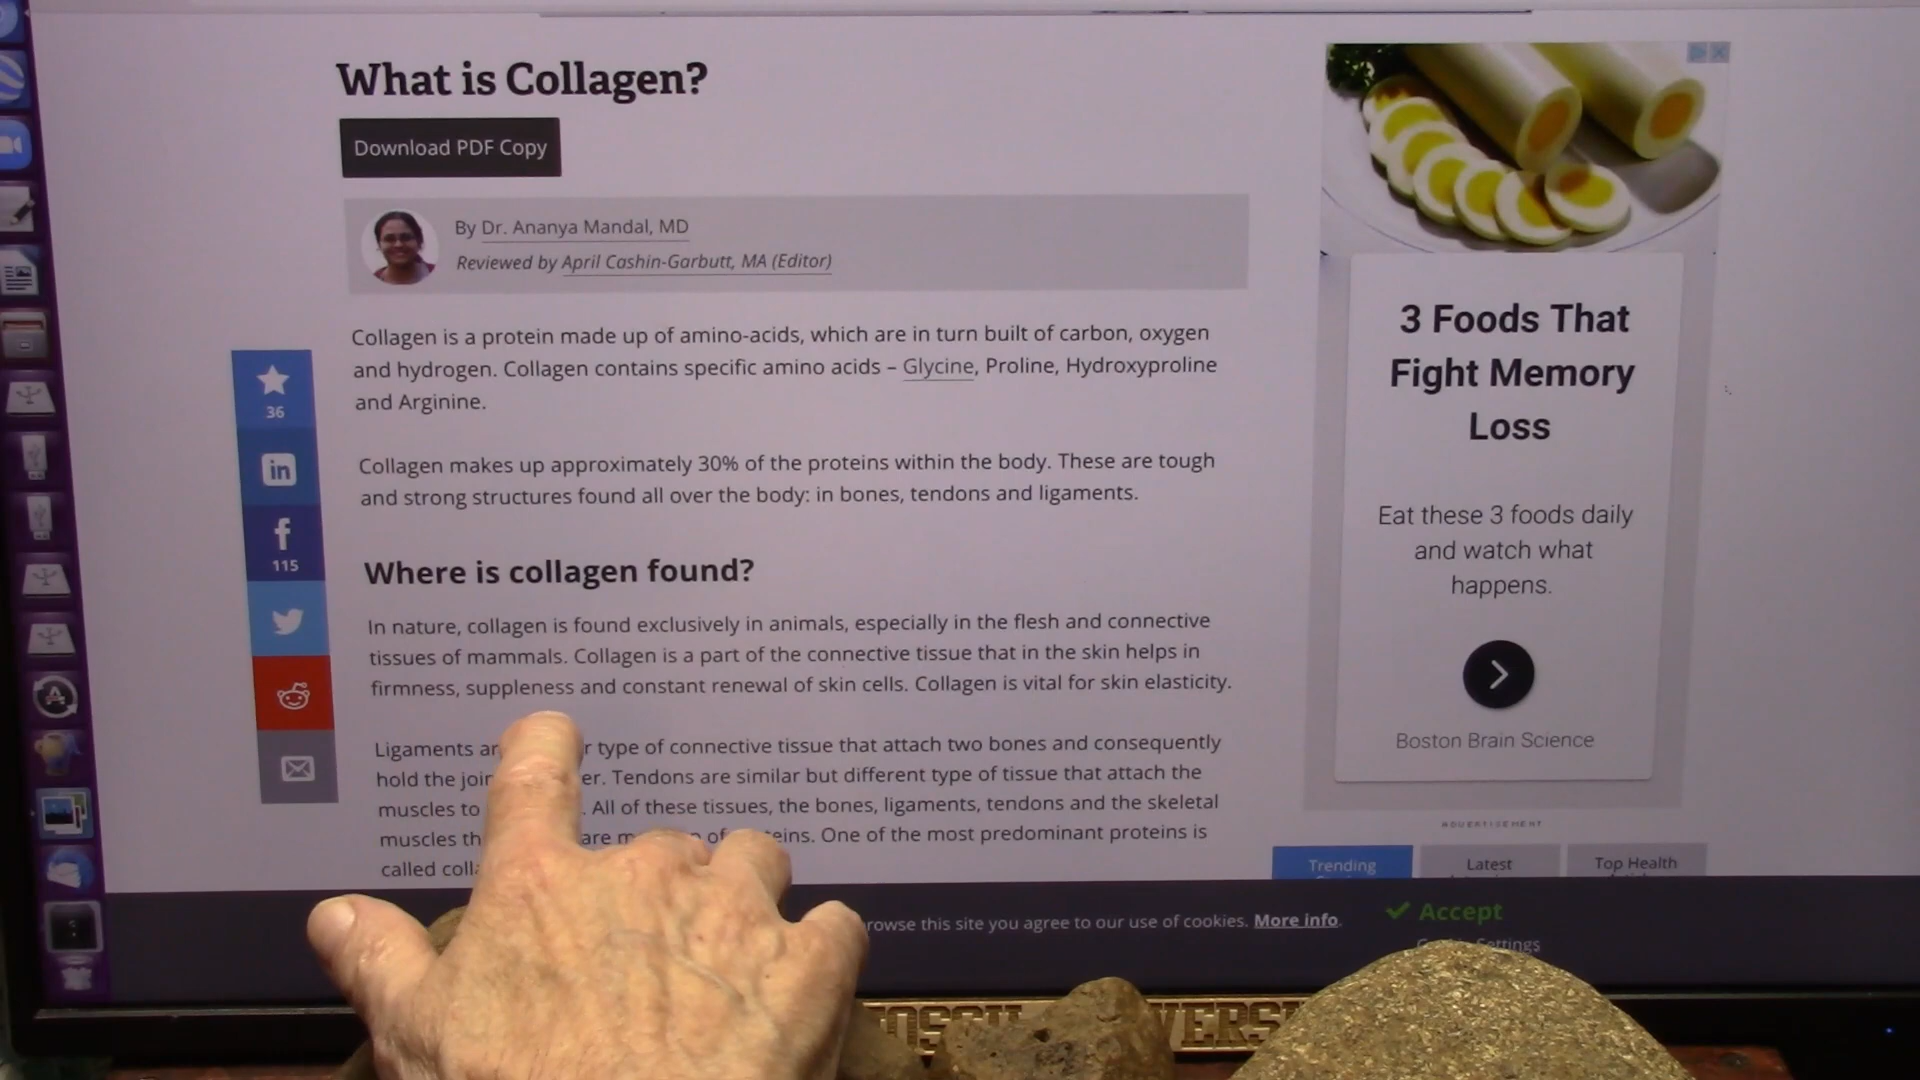 What is Collagen?
Download PDF Copy
By Dr. Ananya Mandal, MD
Reviewed by April Cashin-Garbutt, MA (Editor)
Collagen is a protein made up of amino-acids, which are in turn built of carbon, oxygen
and hydrogen. Collagen contains specific amino acids – Glycine, Proline, Hydroxyproline
and Arginine.
Collagen makes up approximately 30% of the proteins within the body. These are tough
and strong structures found all over the body: in bones, tendons and ligaments.
Where is collagen found?
In nature, collagen is found exclusively in animals, especially in the flesh and connective
tissues of mammals. Collagen is a part of the connective tissue that in the skin helps in
firmness, suppleness and constant renewal of skin cells. Collagen is vital for skin elasticity.
Ligaments type of connective tissue that attach two bones and consequently
hold the Tendons are similar but different type of tissue that attach the
muscles to . All of these tissues, the bones, ligaments, tendons and the skeletal
muscles are of One of the most predominant proteins is
called
36
in
f
115
3 Foods That
Fight Memory
Loss
Eat these 3 foods daily
and watch what
happens.
Boston Brain Science
ADVERTISEMENT
Trending
Latest
Top Health
this site you agree to our use of cookies. More info.
Accept
Settings